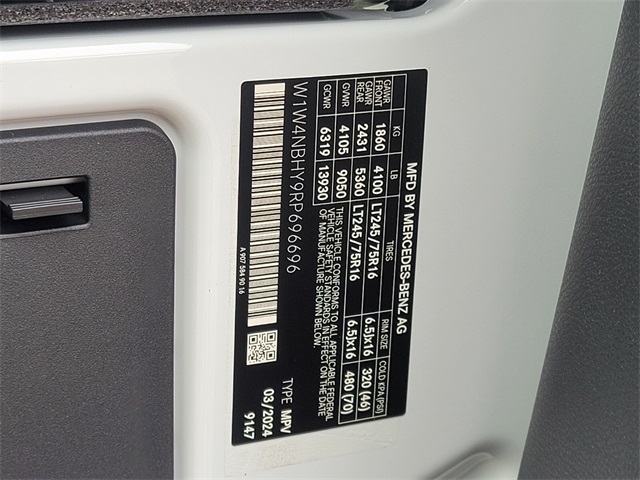 MFD BY MERCEDES-BENZ AG
KG LB TIRES RIM SIZE COLD KPA (PSI)
GAWR FRONT 1860 4100 LT245/75R16 6.5Jx16 320 (46)
GAWR REAR 2431 5360 LT245/75R16 6.5Jx16 480 (70)
GVWR 4105 9050
GCWR 6319 13930
THIS VEHICLE CONFORMS TO ALL APPLICABLE FEDERAL
VEHICLE SAFETY STANDARDS IN EFFECT ON THE DATE
OF MANUFACTURE SHOWN BELOW.
W1W4NBHY9RP696696
TYPE MPV
03/2024
9147
A 907 584 90 16